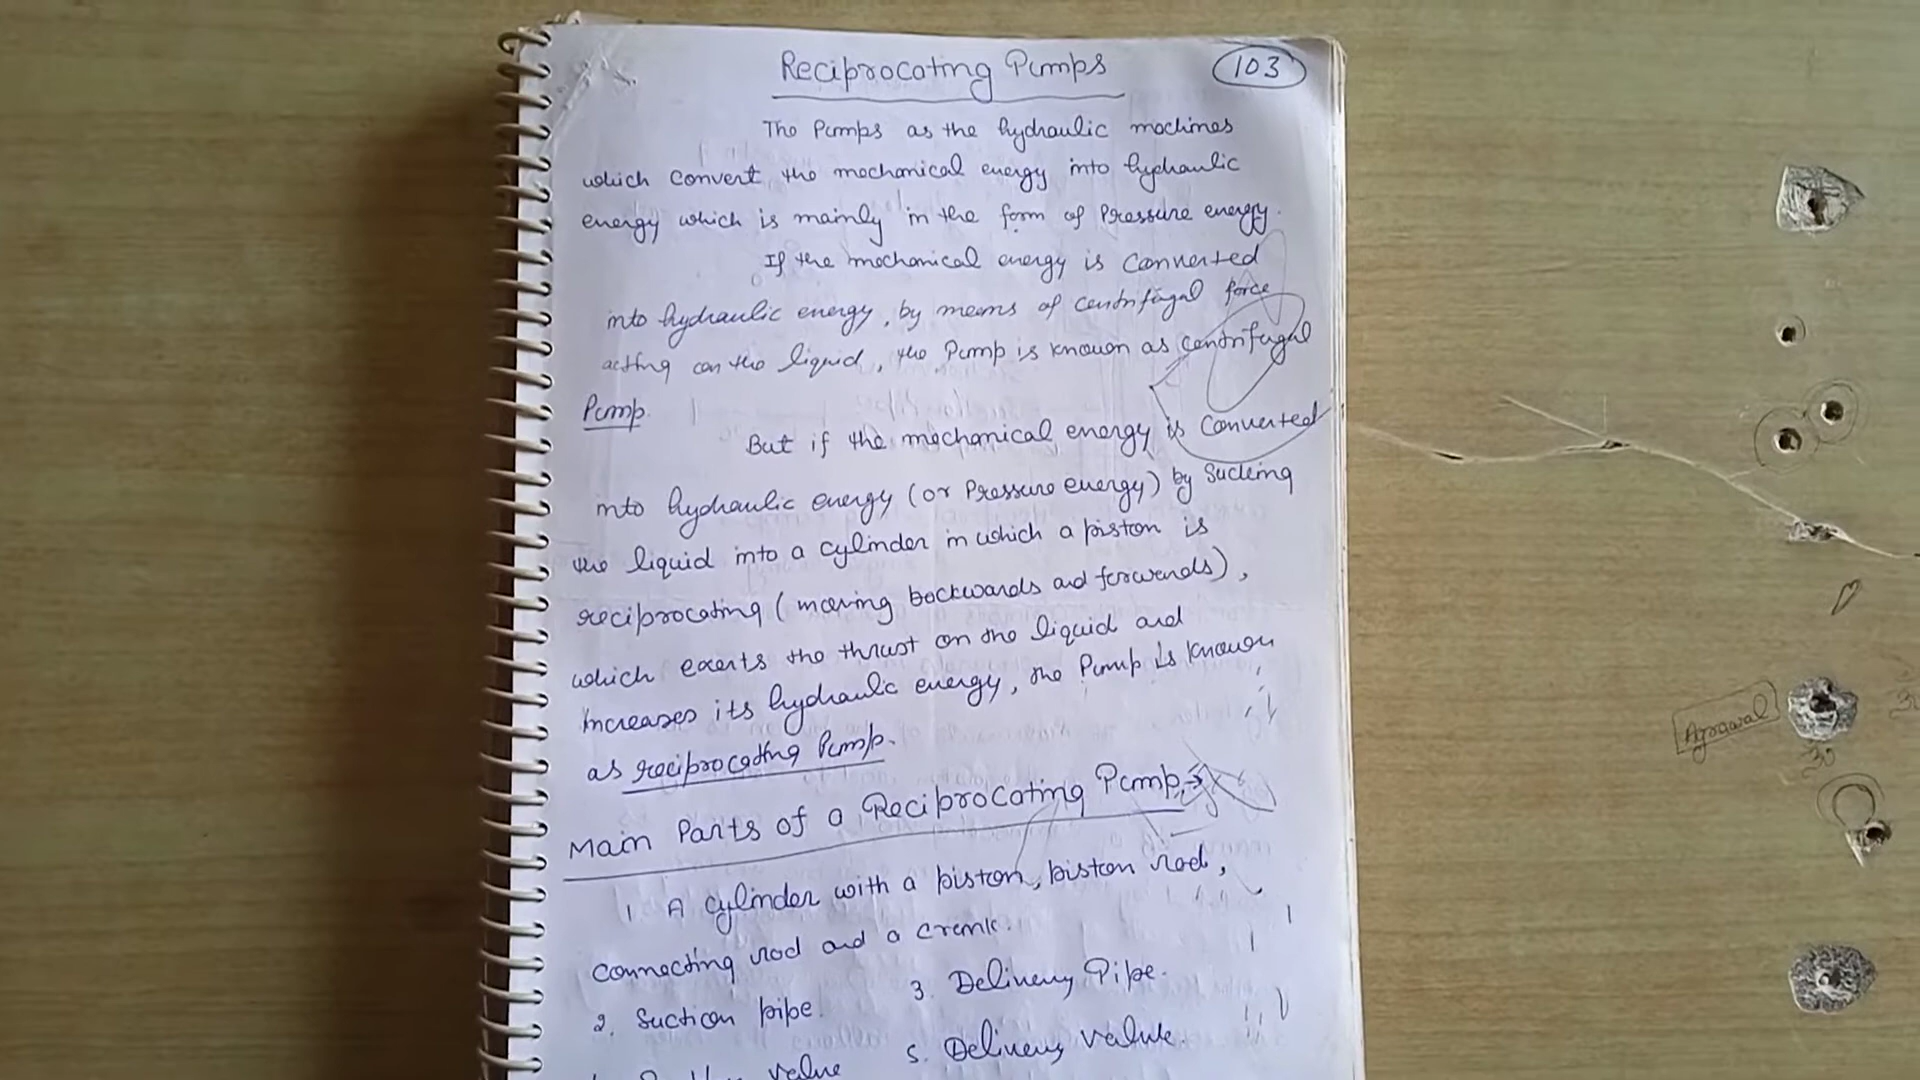 Reciprocating Pumps
103
The Pumps as the hydraulic machines
which convert the mechanical energy into hydraulic
energy which is mainly in the form of Pressure energy.
If the mechanical energy is converted
into hydraulic energy, by means of centrifugal force
acting on the liquid, the Pump is known as centrifugal
Pump.
But if the mechanical energy is converted
into hydraulic energy (or Pressure energy) by sucking
the liquid into a cylinder in which a piston is
reciprocating (moving backwards and forwards),
which exerts the thrust on the liquid and
increases its hydraulic energy, the Pump is known
as reciprocating Pump.
Main Parts of a Reciprocating Pump:-
1 A cylinder with a piston, piston rod,
connecting rod and a crank.
2. Suction pipe.
3. Delivery Pipe.
valve
5. Delivery valve.
Agrawal
30